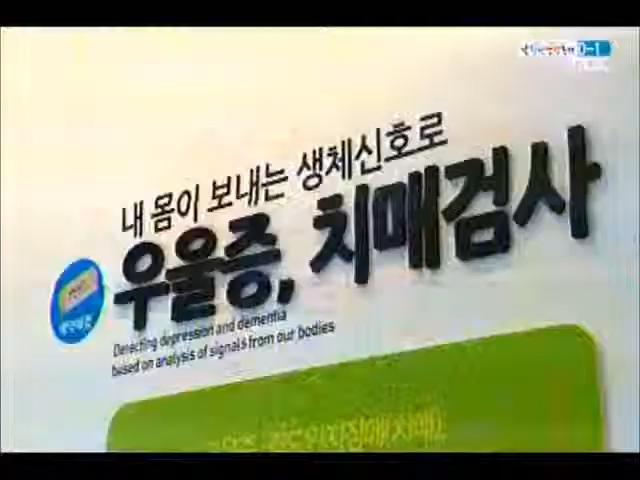 D-1
내 몸이 보내는 생체신호로
우울증, 치매검사
Detecting depression and dementia
based on analysis of signals from our bodies